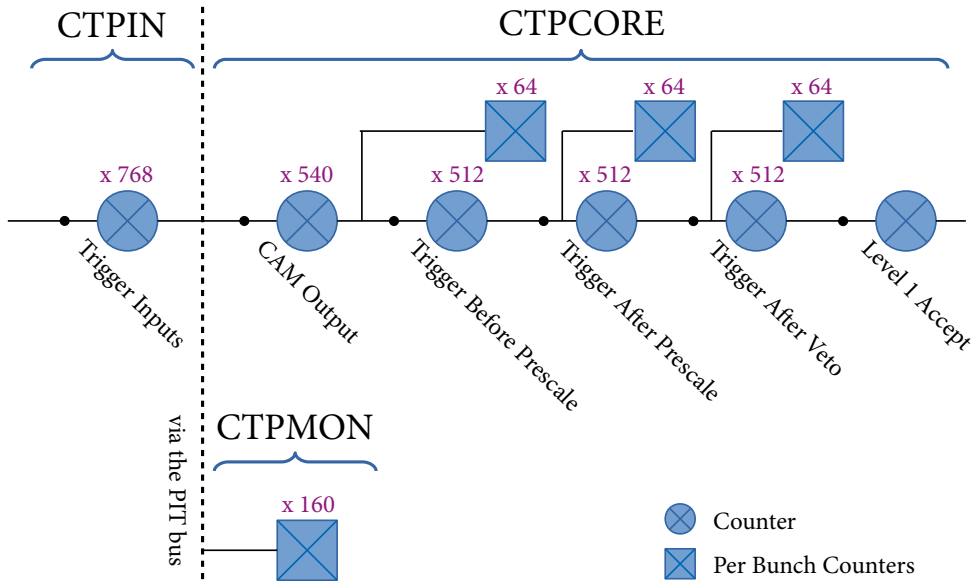 CTPIN
CTPCORE
x 64
x 64
x 64
x 768
x 540
x 512
x 512
x 512
Trigger Inputs
CAM Output
Trigger Before Prescale
Trigger After Prescale
Trigger After Veto
Level 1 Accept
via the PIT bus
CTPMON
x 160
Counter
Per Bunch Counters